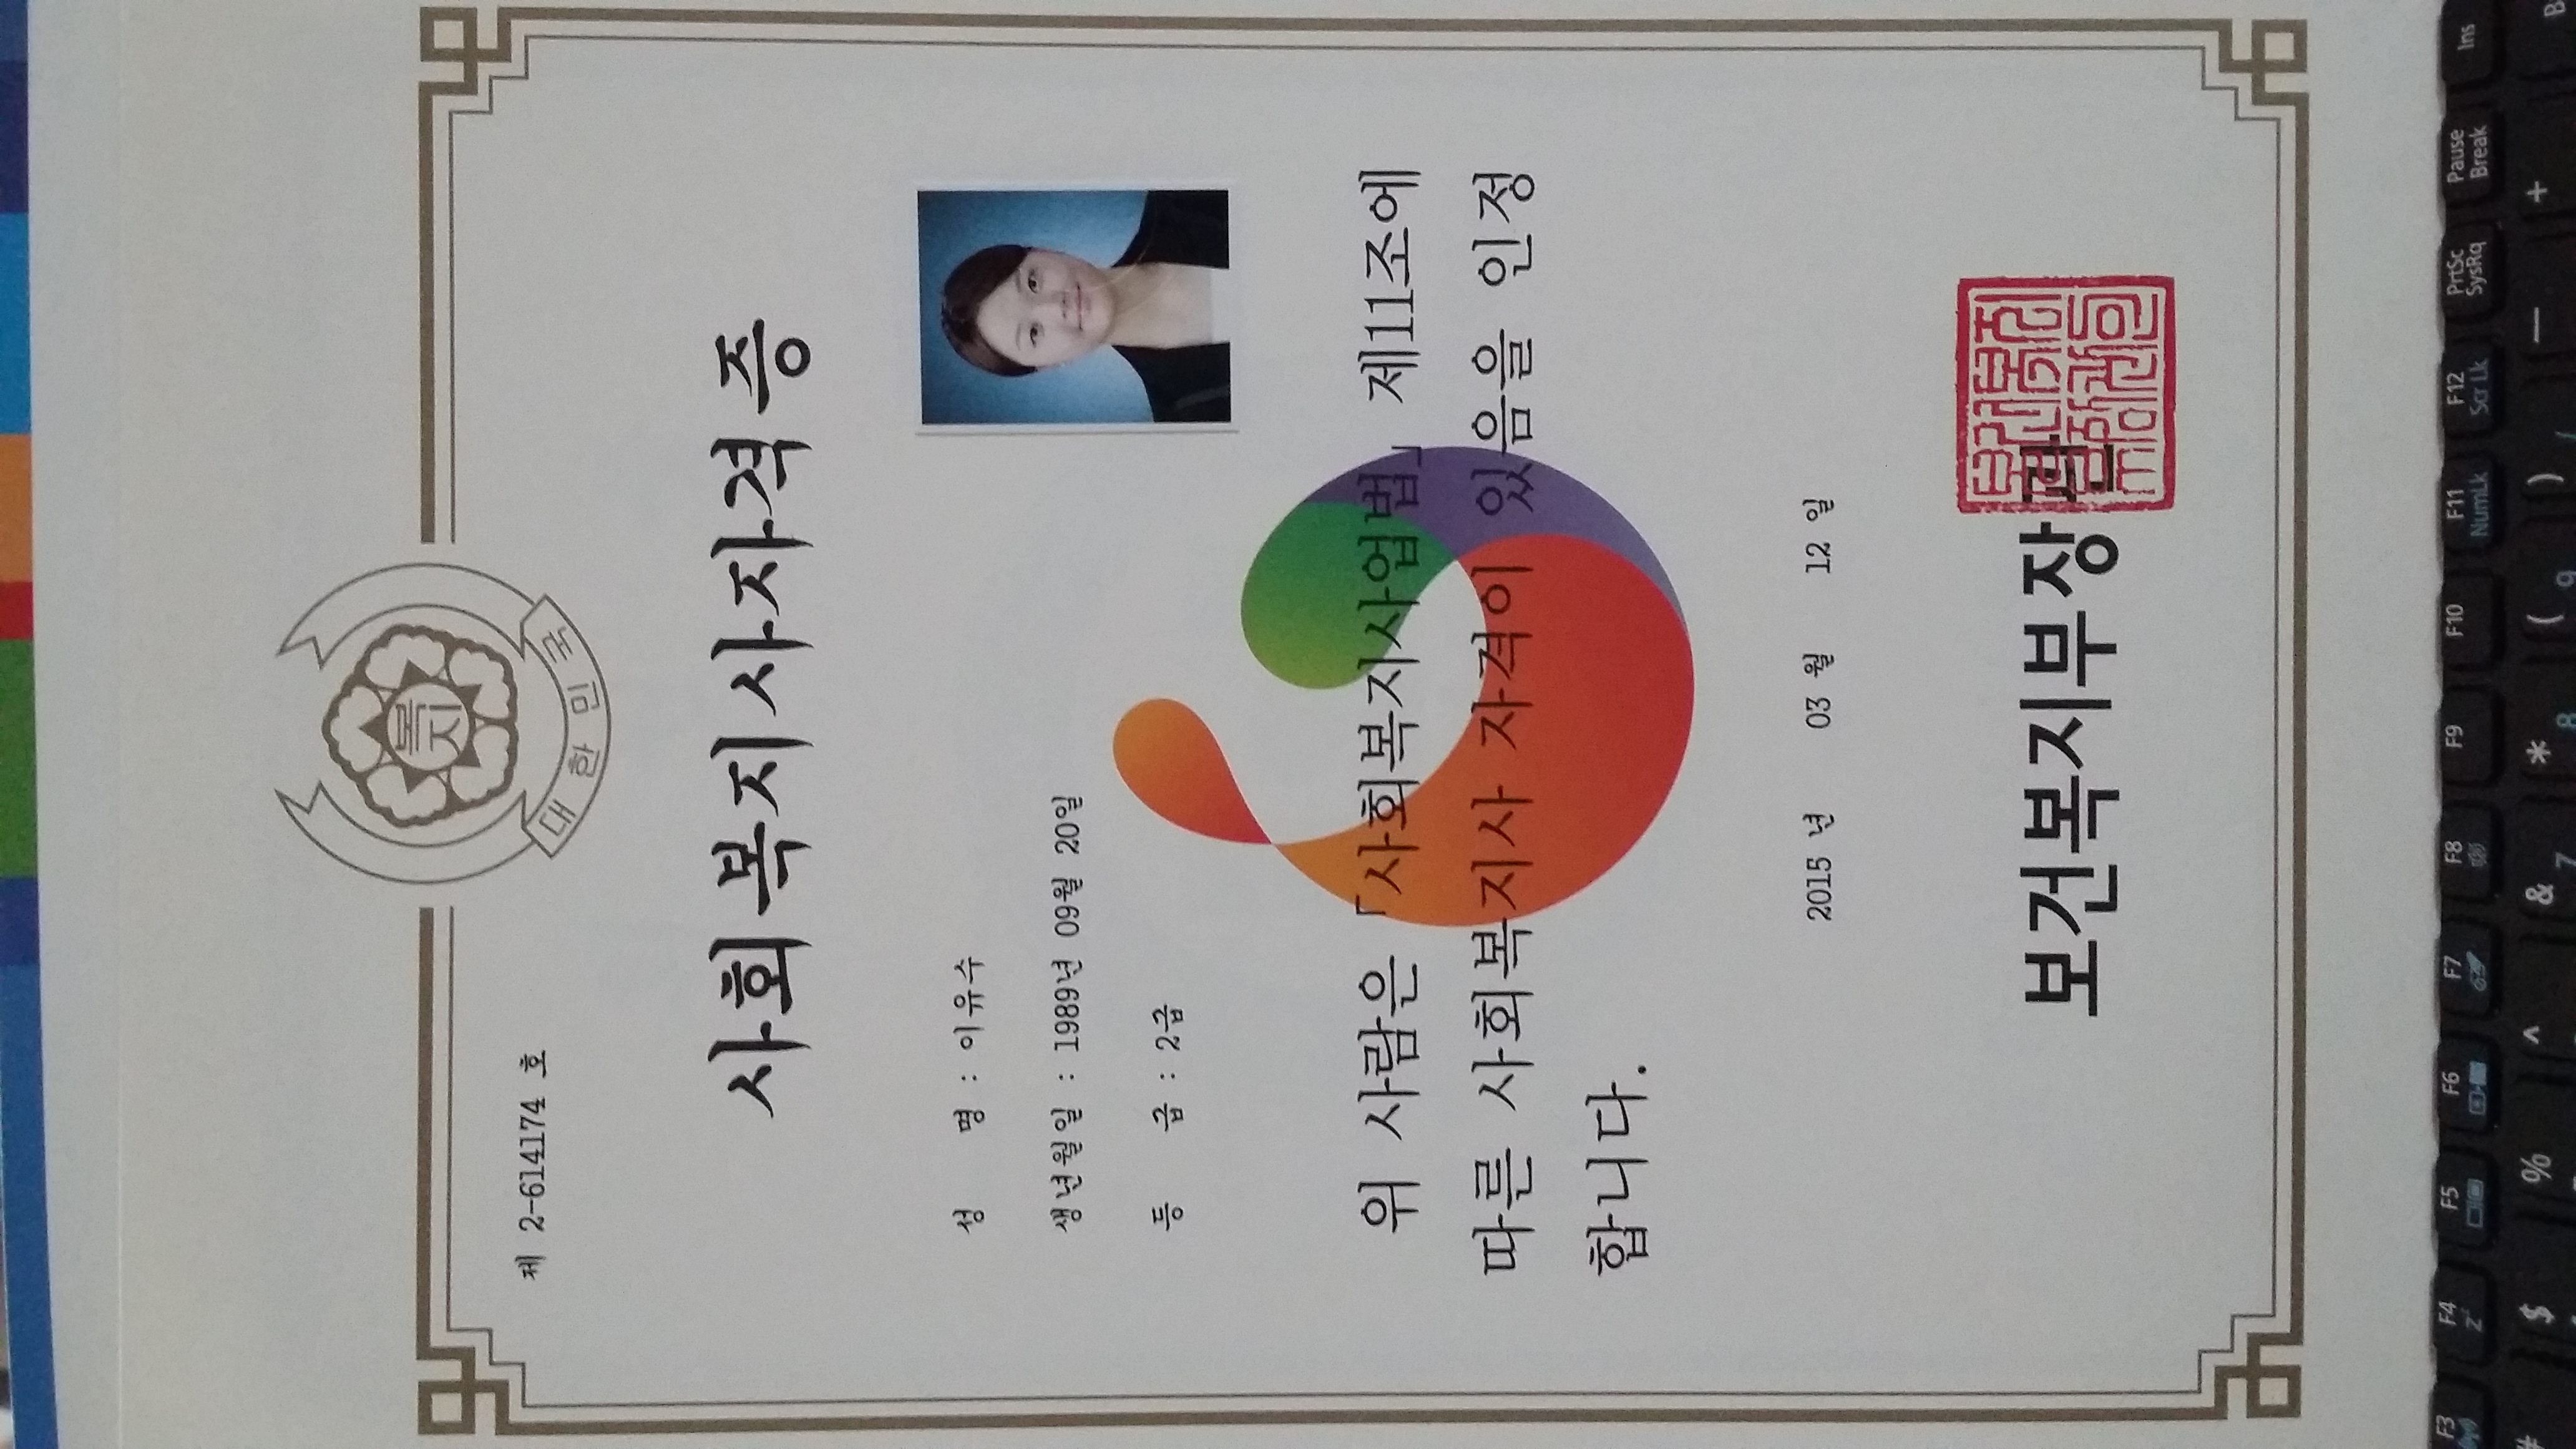 복지
대한민국
제 2-614174 호
사회복지사자격증
성 명 : 이유수
생년월일 : 1989년 09월 20일
등 급 : 2급
위 사람은 「사회복지사업법」 제11조에
따른 사회복지사 자격이 있음을 인정
합니다.
2015 년 03 월 12 일
보건복지부장관
F3 F4 F5 F6 F7 F8 F9 F10 F11 F12 PrtSc Pause Ins
z NumLk Scr Lk SysRq Break
# $ % ^ & * ( ) — +
7 8 9 /